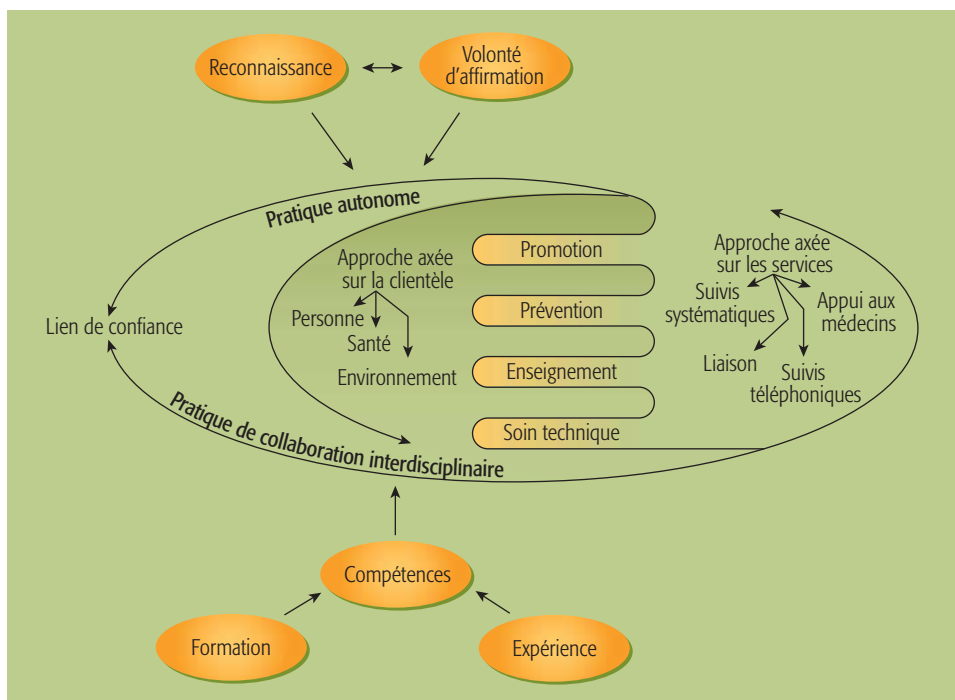 Reconnaissance
Volonté
d'affirmation
Pratique autonome
Approche axée
sur la clientèle
Personne
Santé
Environnement
Promotion
Prévention
Enseignement
Soin technique
Approche axée
sur les services
Suivis
systématiques
Appui aux
médecins
Liaison
Suivis
téléphoniques
Lien de confiance
Pratique de collaboration interdisciplinaire
Compétences
Formation
Expérience